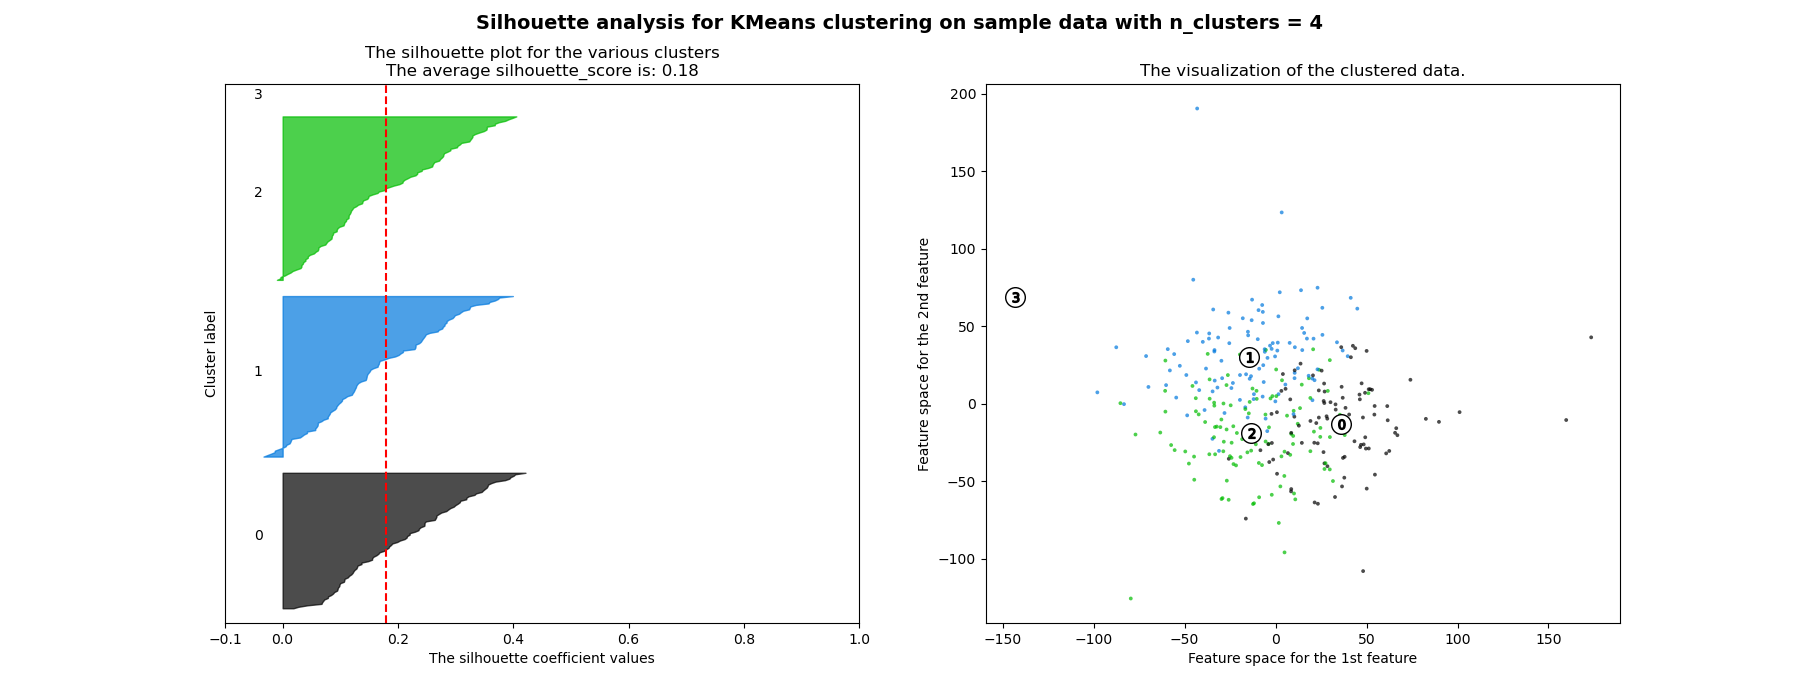 Silhouette analysis for KMeans clustering on sample data with n_clusters = 4
The silhouette plot for the various clusters
The average silhouette_score is: 0.18
3
2
1
0
Cluster label
−0.1 0.0 0.2 0.4 0.6 0.8 1.0
The silhouette coefficient values
The visualization of the clustered data.
200
150
100
50
0
−50
−100
Feature space for the 2nd feature
3
1
0
2
−150 −100 −50 0 50 100 150
Feature space for the 1st feature